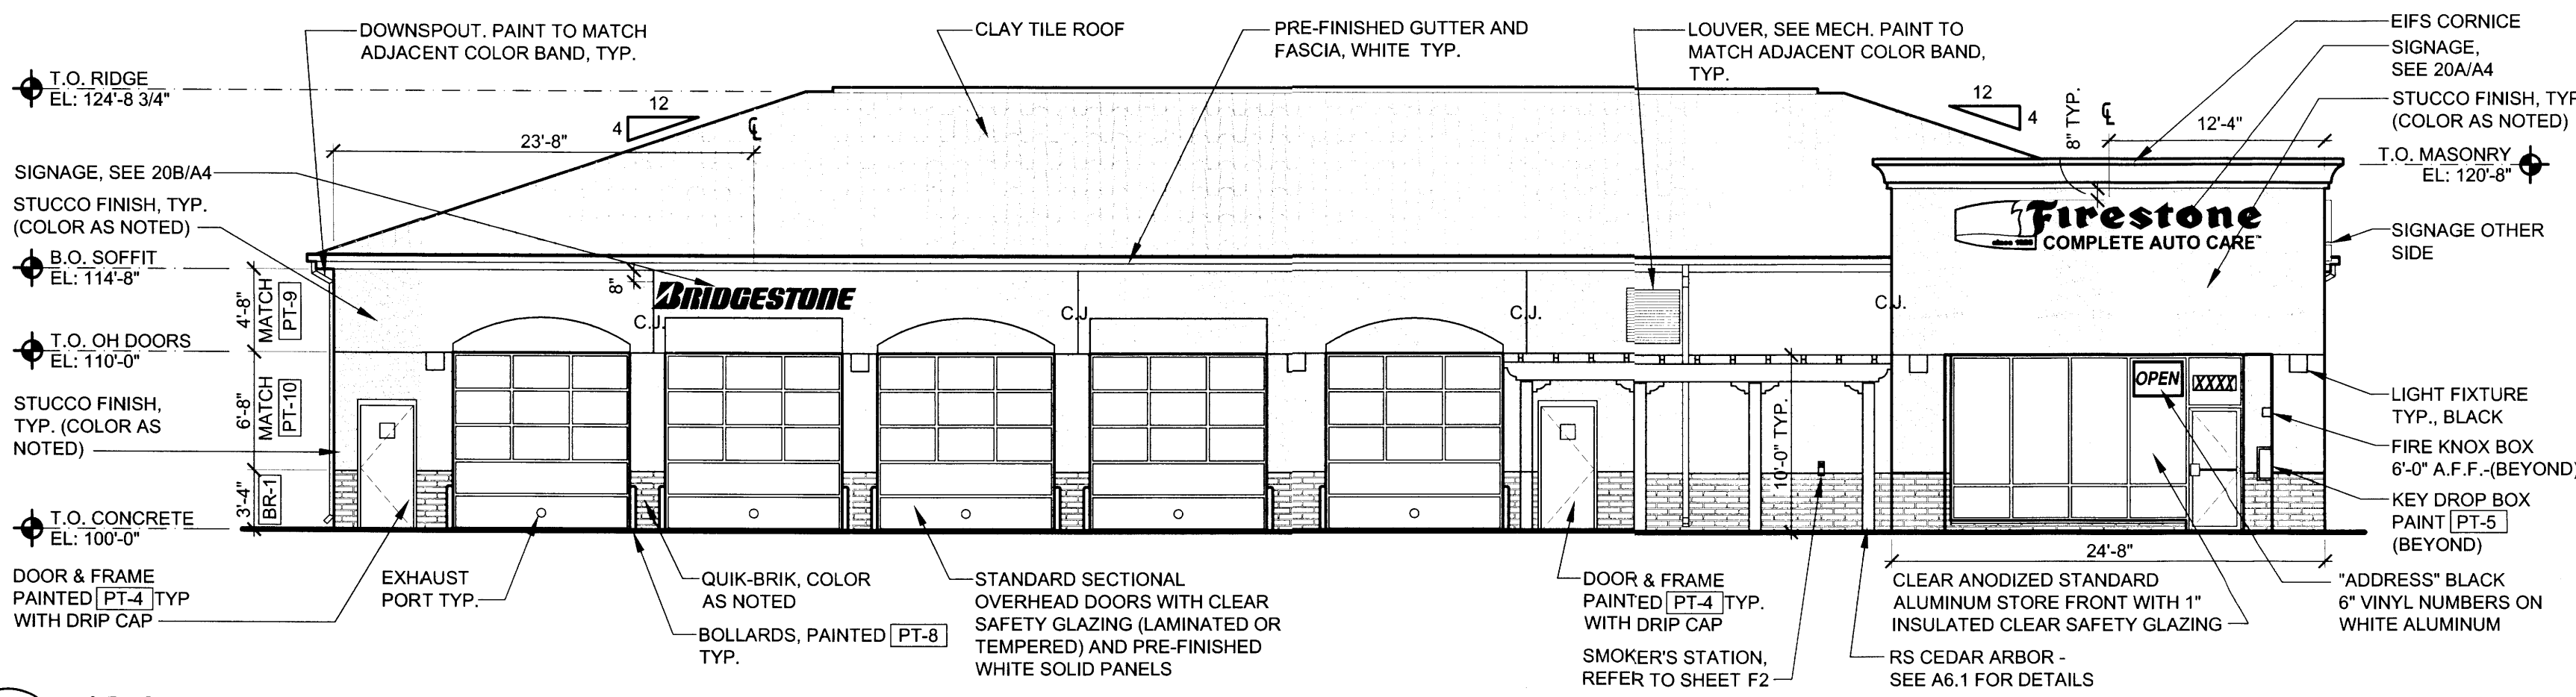 DOWNSPOUT. PAINT TO MATCH
ADJACENT COLOR BAND, TYP.
CLAY TILE ROOF
PRE-FINISHED GUTTER AND
FASCIA, WHITE TYP.
LOUVER, SEE MECH. PAINT TO
MATCH ADJACENT COLOR BAND,
TYP.
EIFS CORNICE
SIGNAGE,
SEE 20A/A4
STUCCO FINISH, TYP
(COLOR AS NOTED)
T.O. RIDGE
EL: 124'-8 3/4"
12
4
23'-8"
12
4
8" TYP.
12'-4"
T.O. MASONRY
EL: 120'-8"
SIGNAGE, SEE 20B/A4
STUCCO FINISH, TYP.
(COLOR AS NOTED)
B.O. SOFFIT
EL: 114'-8"
Firestone
since 1926
COMPLETE AUTO CARE™
SIGNAGE OTHER
SIDE
8"
BRIDGESTONE
C.J.
C.J.
C.J.
C.J.
4'-8"
MATCH
PT-9
T.O. OH DOORS
EL: 110'-0"
6'-8"
MATCH
PT-10
STUCCO FINISH,
TYP. (COLOR AS
NOTED)
10'-0" TYP.
OPEN
XXXX
LIGHT FIXTURE
TYP., BLACK
FIRE KNOX BOX
6'-0" A.F.F.-(BEYOND)
3'-4"
BR-1
T.O. CONCRETE
EL: 100'-0"
KEY DROP BOX
PAINT PT-5
(BEYOND)
24'-8"
DOOR & FRAME
PAINTED PT-4 TYP
WITH DRIP CAP
EXHAUST
PORT TYP.
QUIK-BRIK, COLOR
AS NOTED
BOLLARDS, PAINTED PT-8
TYP.
STANDARD SECTIONAL
OVERHEAD DOORS WITH CLEAR
SAFETY GLAZING (LAMINATED OR
TEMPERED) AND PRE-FINISHED
WHITE SOLID PANELS
DOOR & FRAME
PAINTED PT-4 TYP.
WITH DRIP CAP
SMOKER'S STATION,
REFER TO SHEET F2
CLEAR ANODIZED STANDARD
ALUMINUM STORE FRONT WITH 1"
INSULATED CLEAR SAFETY GLAZING
RS CEDAR ARBOR -
SEE A6.1 FOR DETAILS
"ADDRESS" BLACK
6" VINYL NUMBERS ON
WHITE ALUMINUM